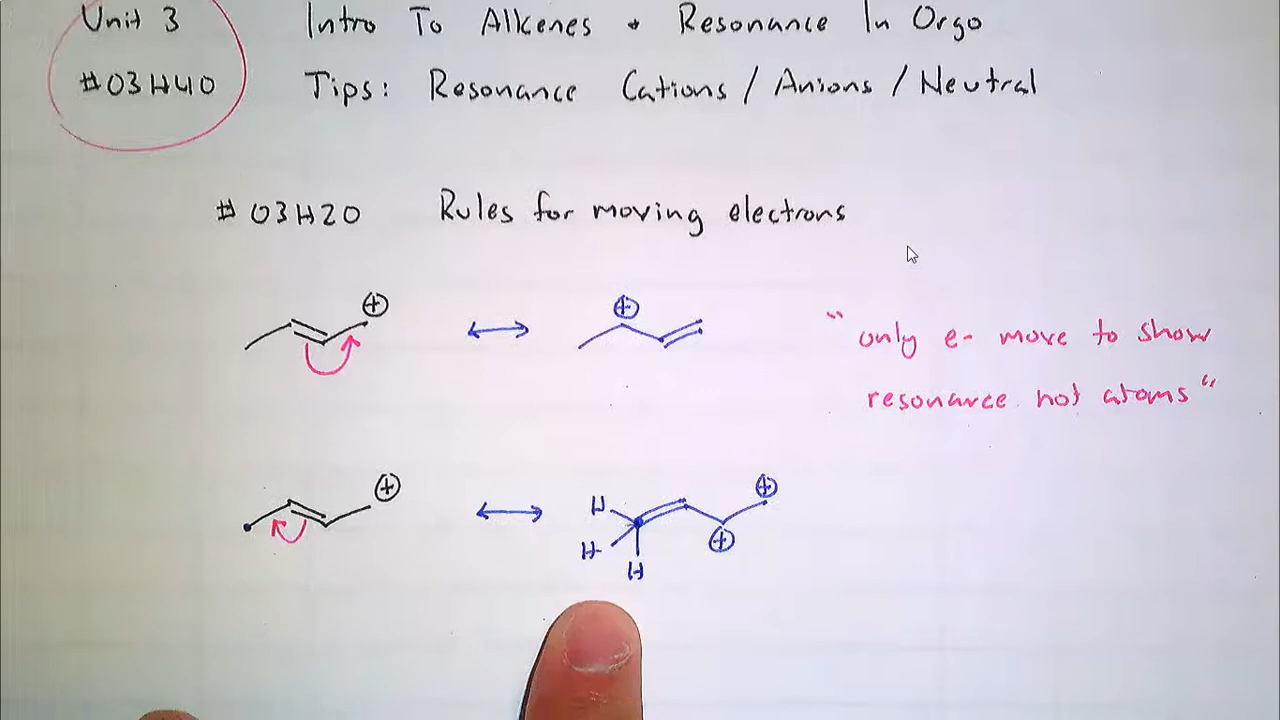 Unit 3 Intro To Alkenes + Resonance In Orgo
#03H40 Tips: Resonance Cations / Anions / Neutral
#03H20 Rules for moving electrons
+ +
"only e- move to show
resonance not atoms"
+ +
H
+
H
H